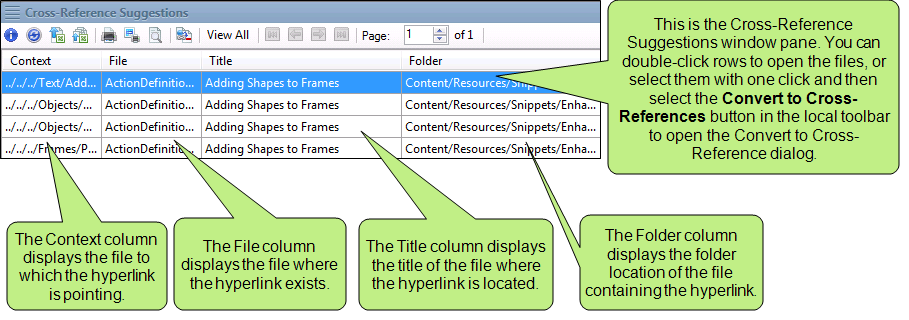 Cross-Reference Suggestions
View All Page: 1 of 1
Context File Title Folder
../../../Text/Add... ActionDefinitio... Adding Shapes to Frames Content/Resources/Snippets/Enha...
../../../Objects/... ActionDefinitio... Adding Shapes to Frames Content/Resources/Snippets/Enha...
../../../Objects/... ActionDefinitio... Adding Shapes to Frames Content/Resources/Snippets/Enha...
../../../Frames/P... ActionDefinitio... Adding Shapes to Frames Content/Resources/Snippets/Enha...
This is the Cross-Reference
Suggestions window pane. You can
double-click rows to open the files, or
select them with one click and then
select the Convert to Cross-
References button in the local toolbar
to open the Convert to Cross-
Reference dialog.
The Context column
displays the file to
which the hyperlink
is pointing.
The File column
displays the file where
the hyperlink exists.
The Title column displays
the title of the file where
the hyperlink is located.
The Folder column
displays the folder
location of the file
containing the hyperlink.